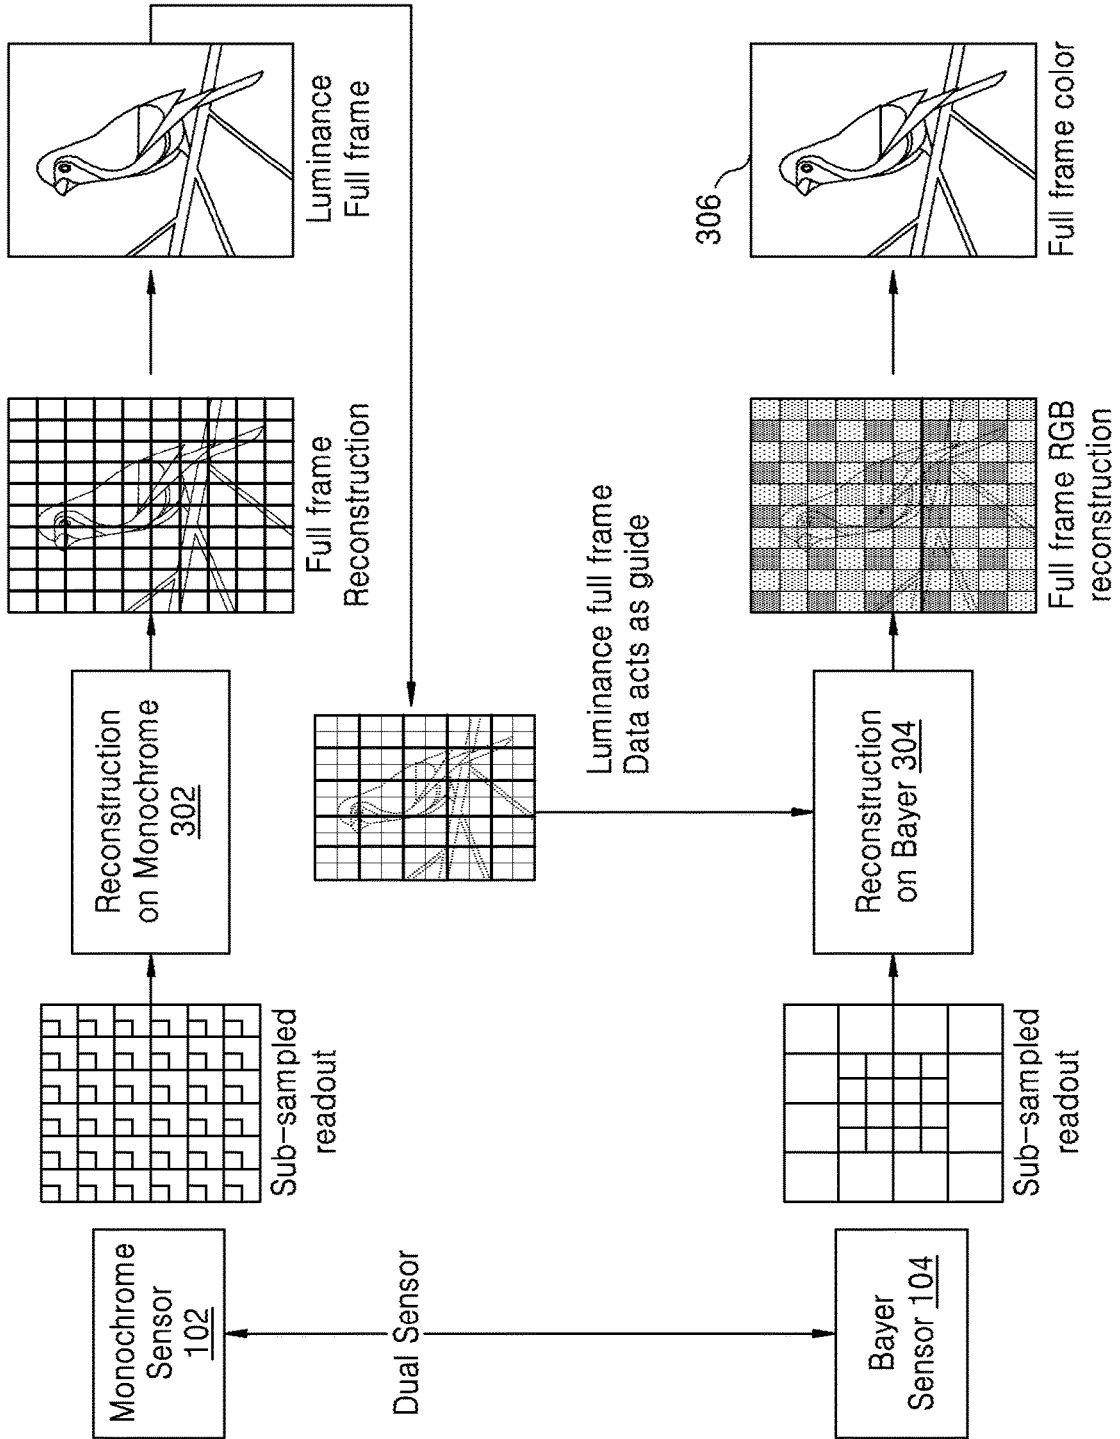 Monochrome
Sensor
102
Sub-sampled
readout
Reconstruction
on Monochrome
302
Full frame
Reconstruction
Luminance
Full frame
Dual Sensor
Luminance full frame
Data acts as guide
Bayer
Sensor 104
Sub-sampled
readout
Reconstruction
on Bayer 304
Full frame RGB
reconstruction
306
Full frame color